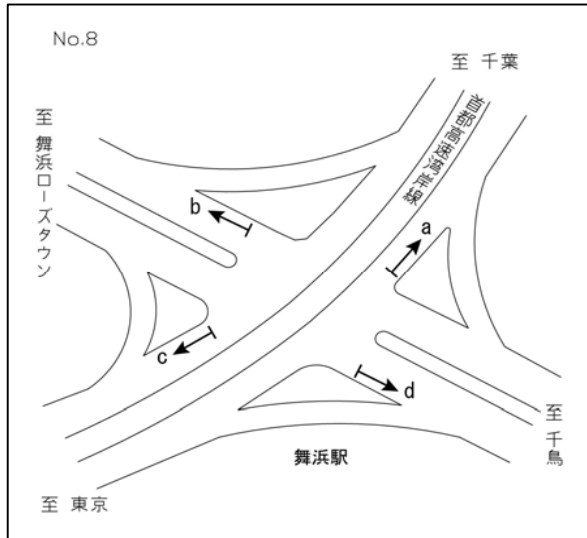 No.8
至 千葉
至 舞浜ローズタウン
首都高速湾岸線
b
a
c
d
至 千鳥
舞浜駅
至 東京